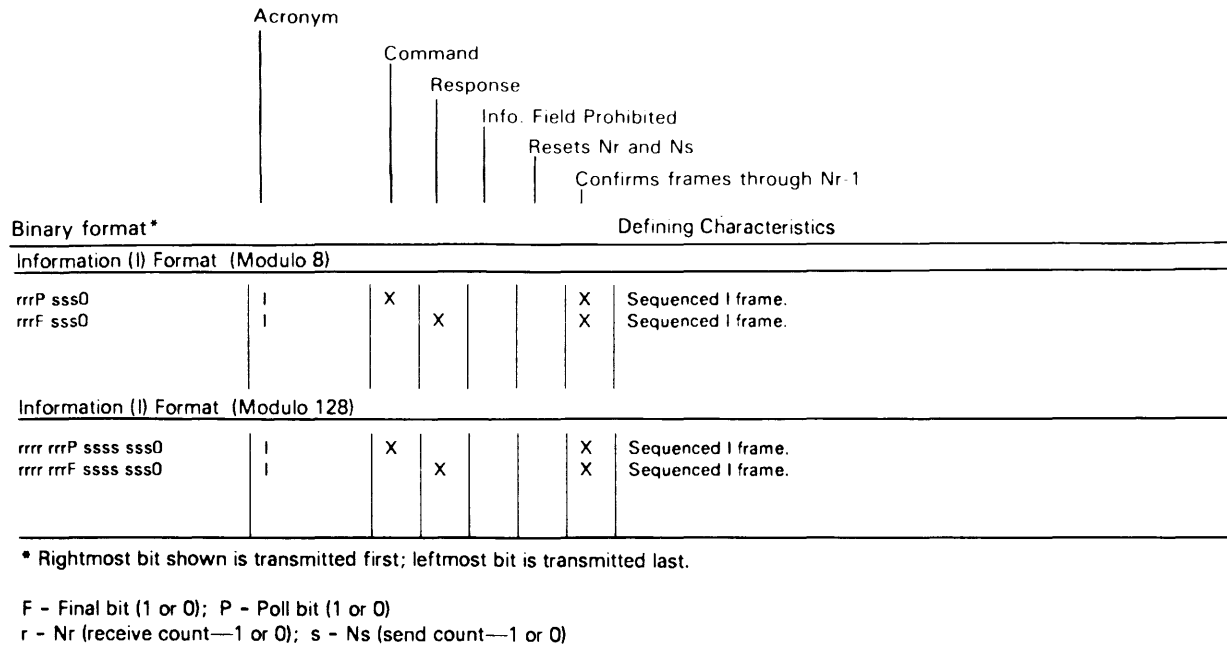 Acronym
Command
Response
Info. Field Prohibited
Resets Nr and Ns
Confirms frames through Nr-1
Binary format* Defining Characteristics
Information (I) Format (Modulo 8)
rrrP sss0 I X X Sequenced I frame.
rrrF sss0 I X X Sequenced I frame.
Information (I) Format (Modulo 128)
rrrr rrrP ssss sss0 I X X Sequenced I frame.
rrrr rrrF ssss sss0 I X X Sequenced I frame.
* Rightmost bit shown is transmitted first; leftmost bit is transmitted last.
F - Final bit (1 or 0); P - Poll bit (1 or 0)
r - Nr (receive count—1 or 0); s - Ns (send count—1 or 0)